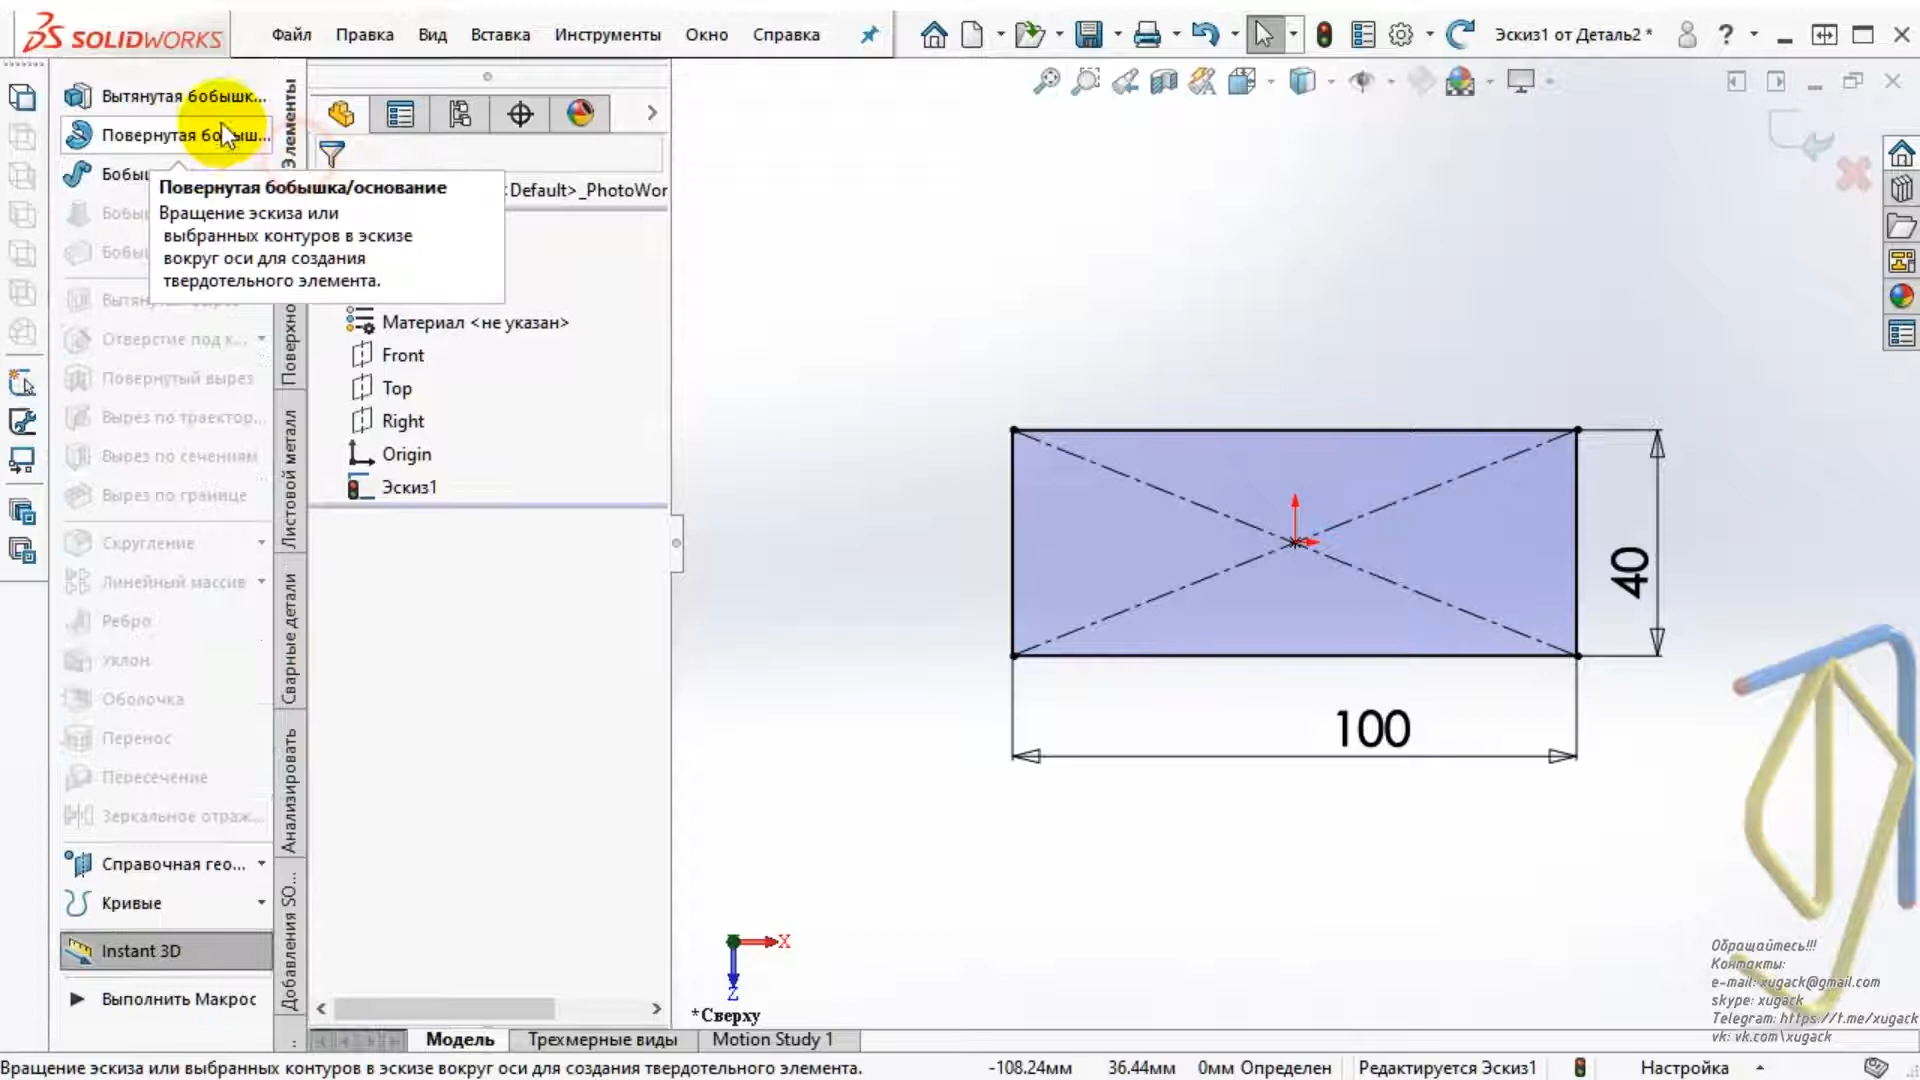 SOLIDWORKS
Файл Правка Вид Вставка Инструменты Окно Справка
Эскиз1 от Деталь2 *
?
Вытянутая бобышк...
Повернутая бобыш...
Повернутая бобышка/основание
Вращение эскиза или
выбранных контуров в эскизе
вокруг оси для создания
твердотельного элемента.
Default>_PhotoWor
Отверстие под к...
Повернутый вырез
Вырез по траектор...
Вырез по сечениям
Вырез по границе
Скругление
Линейный массив
Ребро
Уклон
Оболочка
Перенос
Пересечение
Зеркальное отраж...
Справочная гео...
Кривые
Instant 3D
Выполнить Макрос
Элементы
Поверхно
Листовой металл
Сварные детали
Анализировать
Добавления SO...
Материал <не указан>
Front
Top
Right
Origin
Эскиз1
40
100
X
Z
*Сверху
Обращайтесь!!!
Контакты:
e-mail: xugack@gmail.com
skype: xugack
Telegram: https://t.me/xugack
vk: vk.com\xugack
Модель Трехмерные виды Motion Study 1
Вращение эскиза или выбранных контуров в эскизе вокруг оси для создания твердотельного элемента.
-108.24мм 36.44мм 0мм Определен Редактируется Эскиз1 Настройка